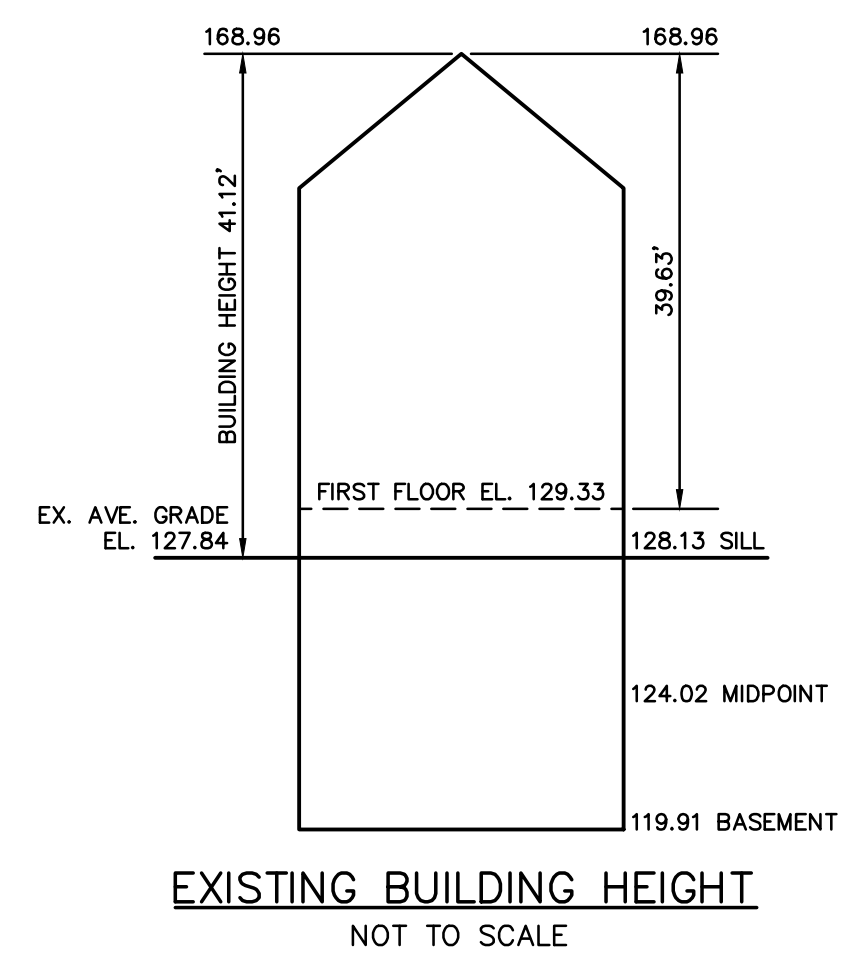 168.96
168.96
BUILDING HEIGHT 41.12'
39.63'
FIRST FLOOR EL. 129.33
EX. AVE. GRADE
EL. 127.84
128.13 SILL
124.02 MIDPOINT
119.91 BASEMENT
EXISTING BUILDING HEIGHT
NOT TO SCALE